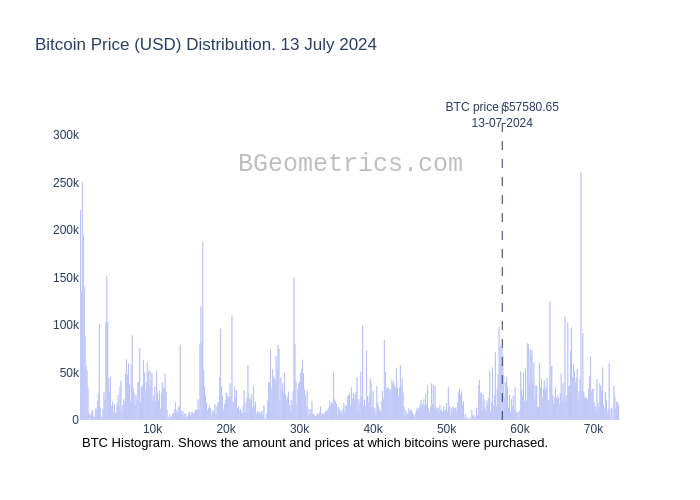 Bitcoin Price (USD) Distribution. 13 July 2024
BTC price $57580.65
13-07-2024
BGeometrics.com
300k
250k
200k
150k
100k
50k
0
10k 20k 30k 40k 50k 60k 70k
BTC Histogram. Shows the amount and prices at which bitcoins were purchased.